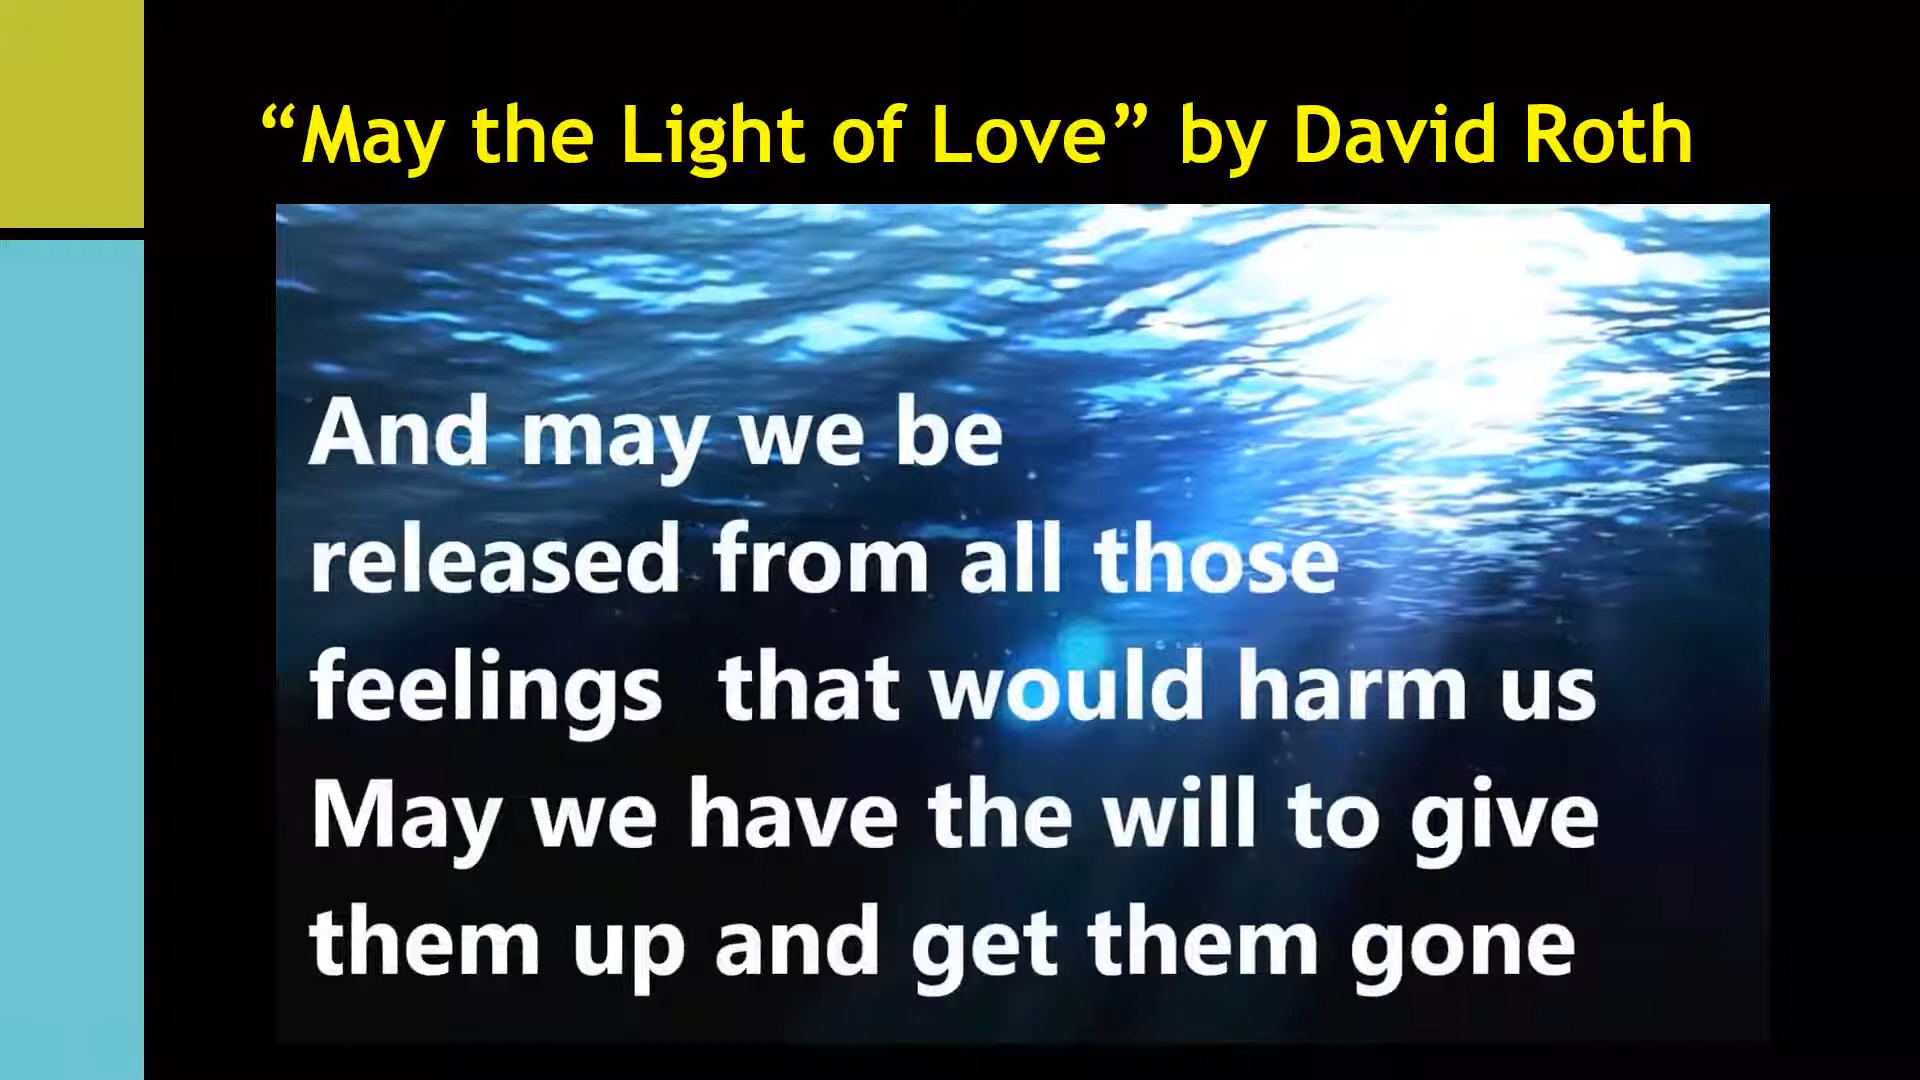 “May the Light of Love” by David Roth
And may we be
released from all those
feelings  that would harm us
May we have the will to give
them up and get them gone